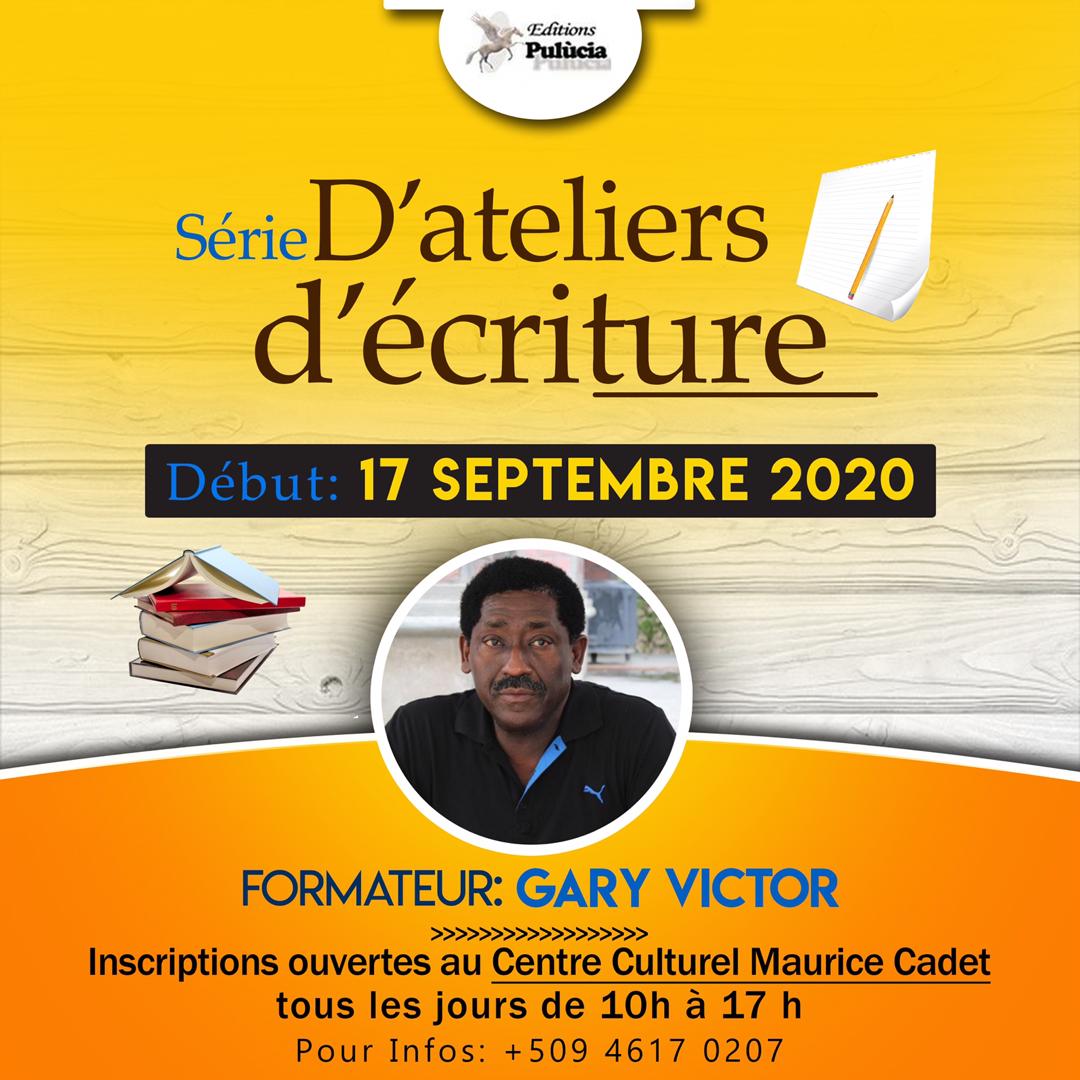 Editions
Pulùcia
Série D'ateliers
d'écriture
Début: 17 SEPTEMBRE 2020
FORMATEUR: GARY VICTOR
>>>>>>>>>>>>>>>>>>
Inscriptions ouvertes au Centre Culturel Maurice Cadet
tous les jours de 10h à 17 h
Pour Infos: +509 4617 0207